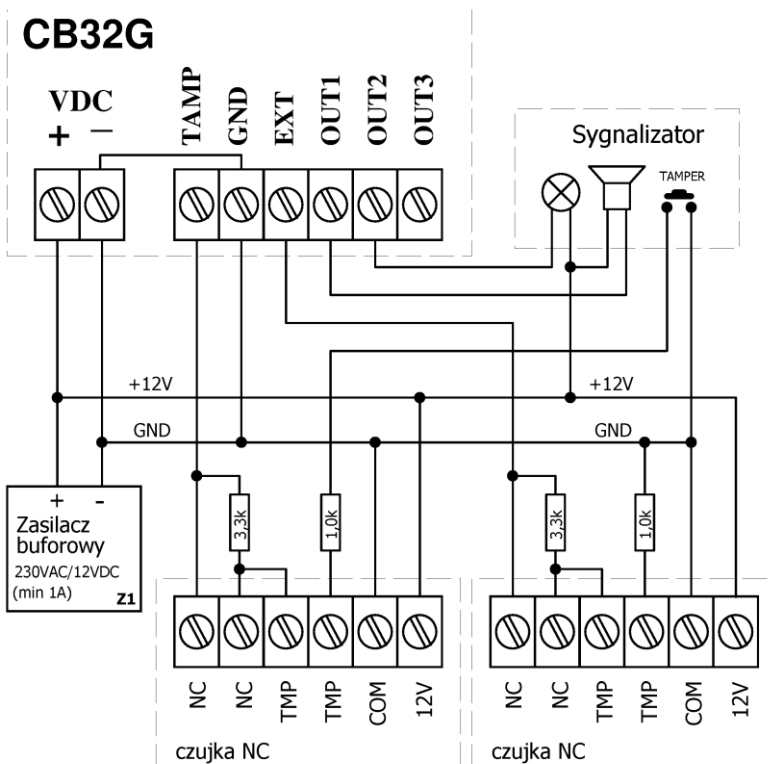 CB32G
VDC
+ −
TAMP
GND
EXT
OUT1
OUT2
OUT3
Sygnalizator
TAMPER
+12V
+12V
GND
GND
+ -
Zasilacz
buforowy
230VAC/12VDC
(min 1A)
Z1
3,3k
1,0k
3,3k
1,0k
NC
NC
TMP
TMP
COM
12V
NC
NC
TMP
TMP
COM
12V
czujka NC
czujka NC